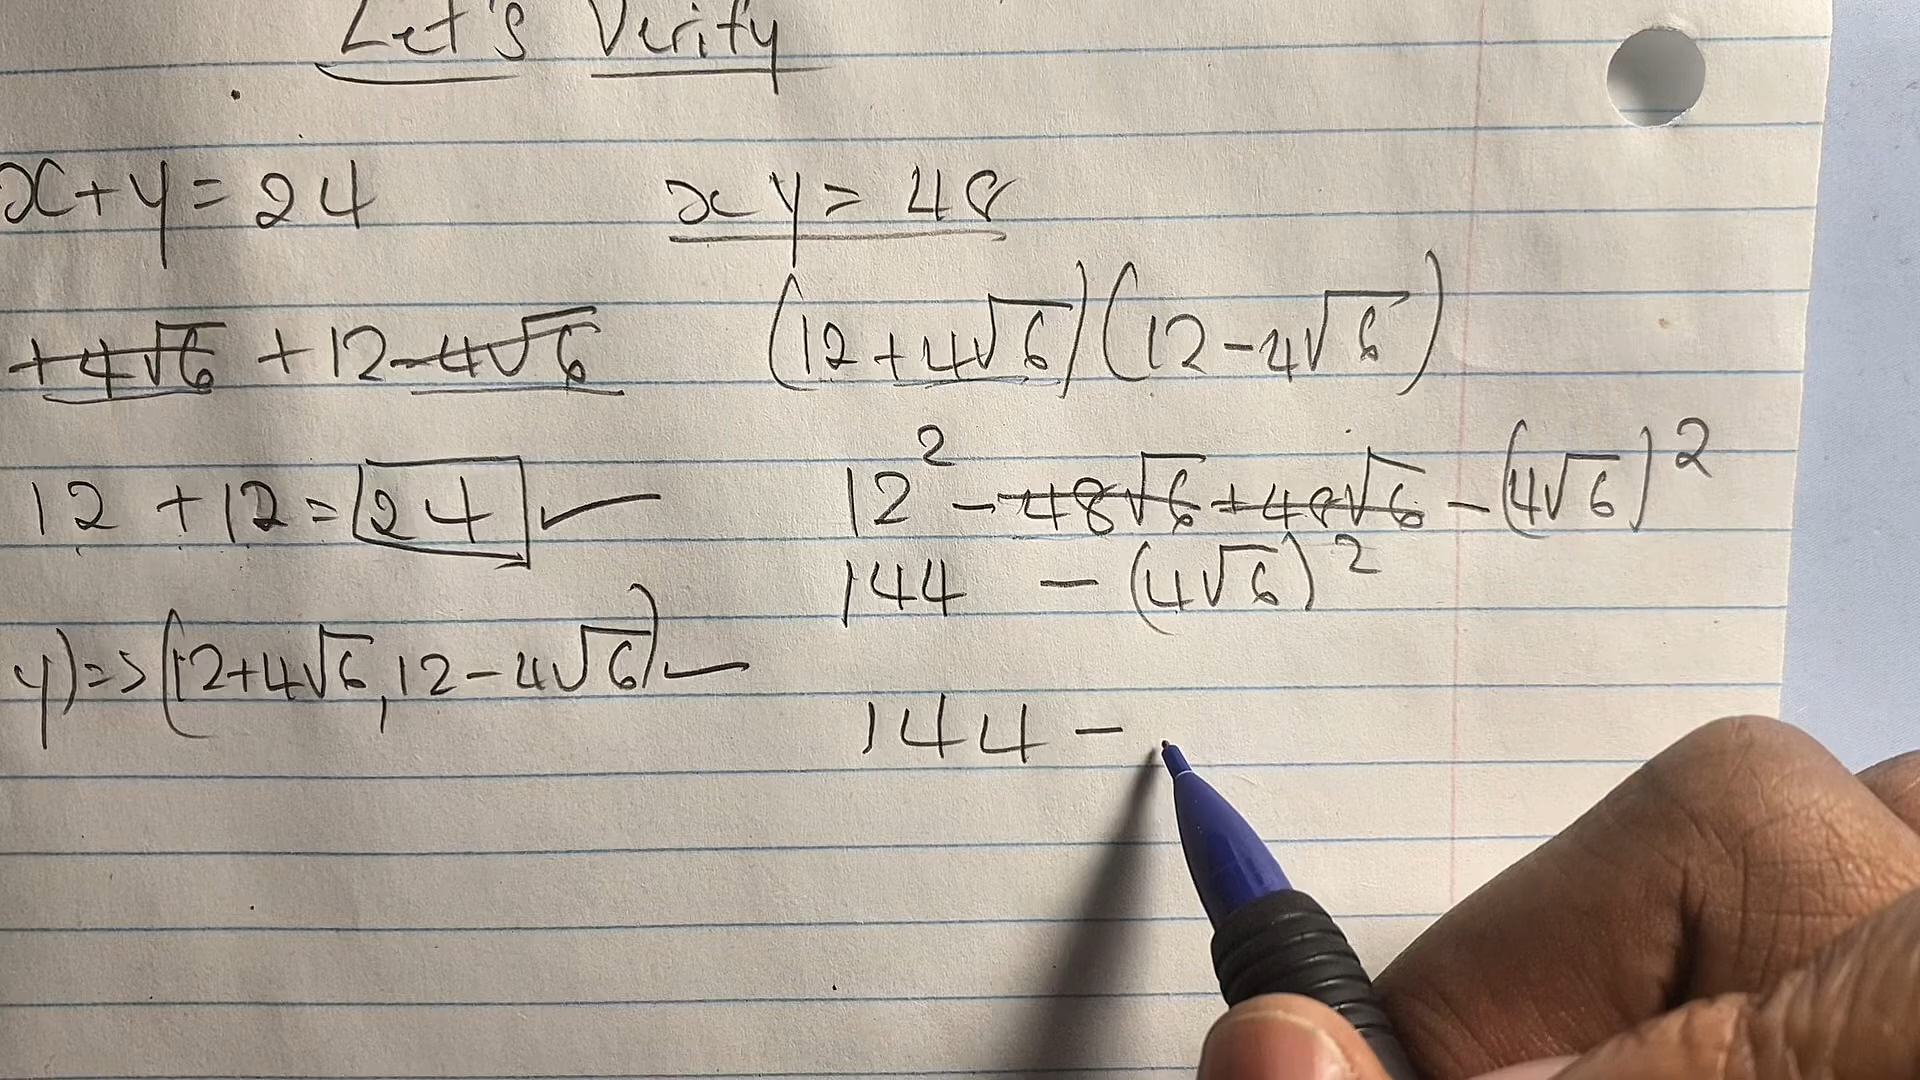 Let's Verify
x+y=24
xy=48
+4√6 +12-4√6
(12+4√6)(12-4√6)
12+12=24 ✓
12² -48√6+48√6-(4√6)²
144 -(4√6)²
y)=>(12+4√6,12-4√6)✓
144-